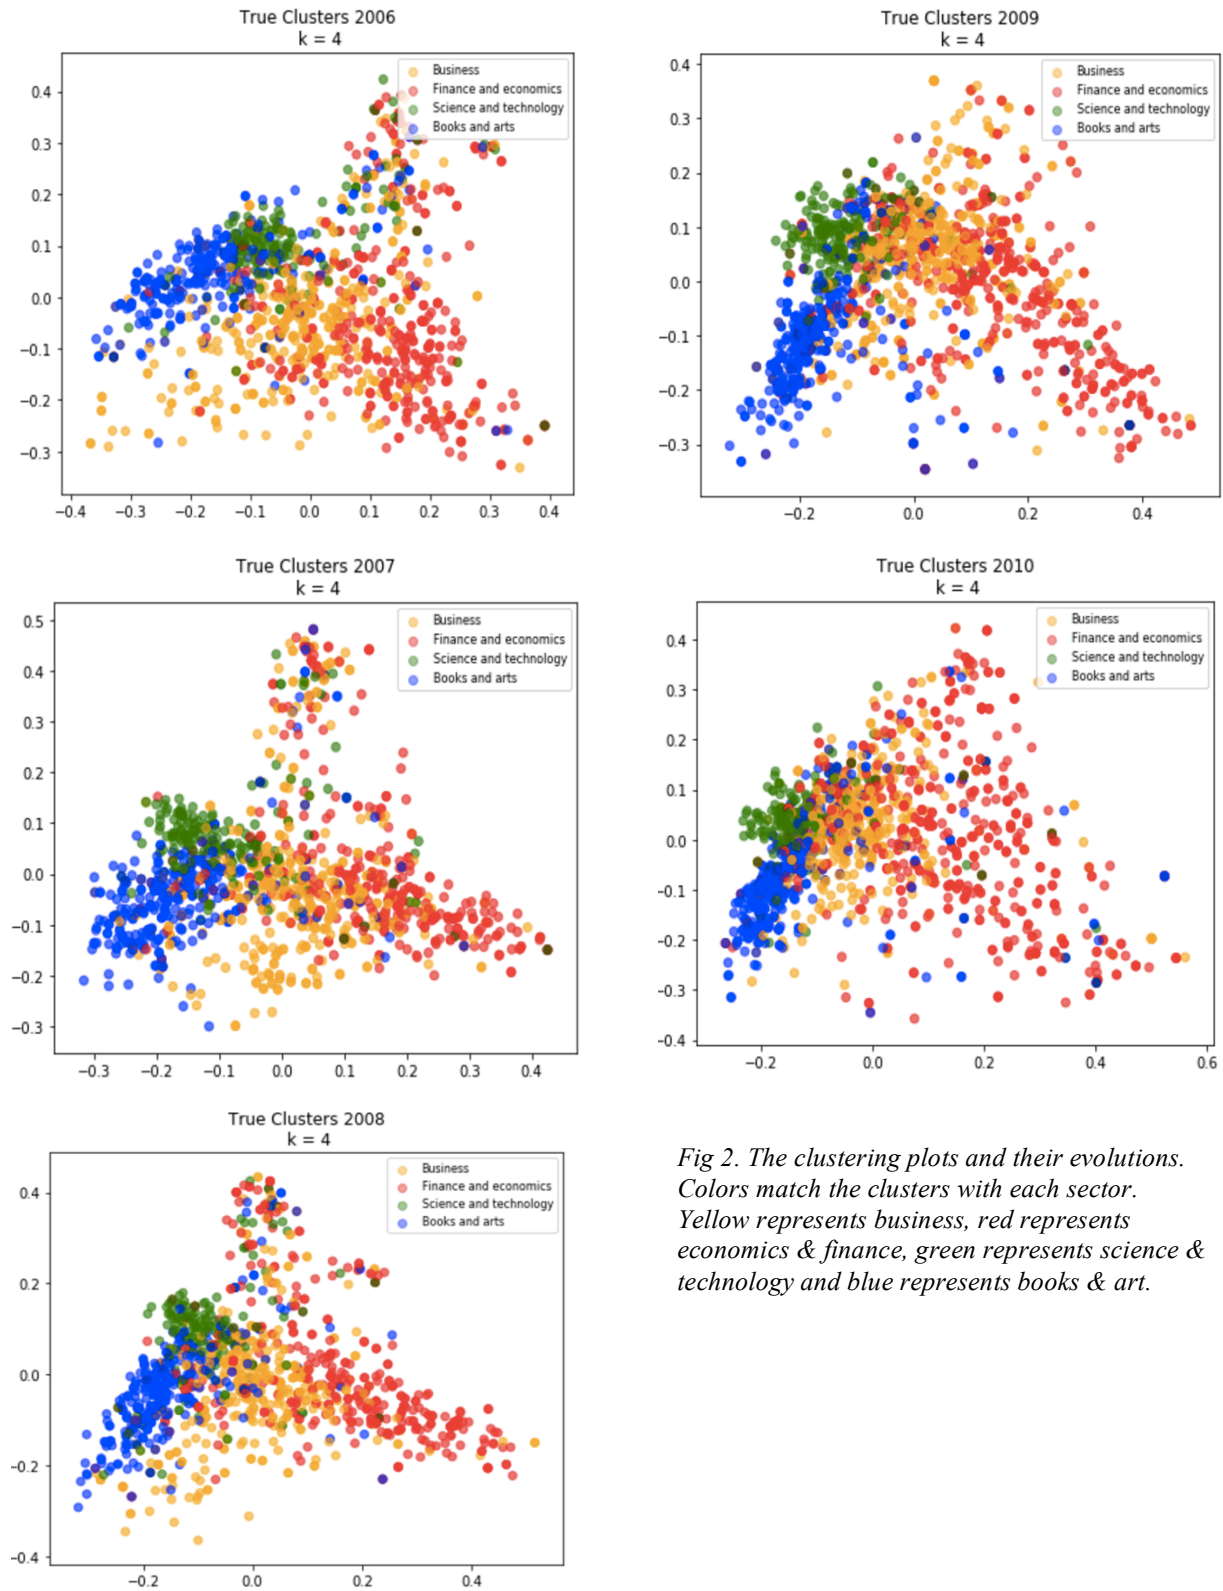 True Clusters 2006
k = 4
Business
Finance and economics
Science and technology
Books and arts
0.4
0.3
0.2
0.1
0.0
−0.1
−0.2
−0.3
−0.4 −0.3 −0.2 −0.1 0.0 0.1 0.2 0.3 0.4
True Clusters 2009
k = 4
Business
Finance and economics
Science and technology
Books and arts
0.4
0.3
0.2
0.1
0.0
−0.1
−0.2
−0.3
−0.2 0.0 0.2 0.4
True Clusters 2007
k = 4
Business
Finance and economics
Science and technology
Books and arts
0.5
0.4
0.3
0.2
0.1
0.0
−0.1
−0.2
−0.3
−0.3 −0.2 −0.1 0.0 0.1 0.2 0.3 0.4
True Clusters 2010
k = 4
Business
Finance and economics
Science and technology
Books and arts
0.4
0.3
0.2
0.1
0.0
−0.1
−0.2
−0.3
−0.4
−0.2 0.0 0.2 0.4 0.6
True Clusters 2008
k = 4
Business
Finance and economics
Science and technology
Books and arts
0.4
0.2
0.0
−0.2
−0.4
−0.2 0.0 0.2 0.4
Fig 2. The clustering plots and their evolutions.
Colors match the clusters with each sector.
Yellow represents business, red represents
economics & finance, green represents science &
technology and blue represents books & art.